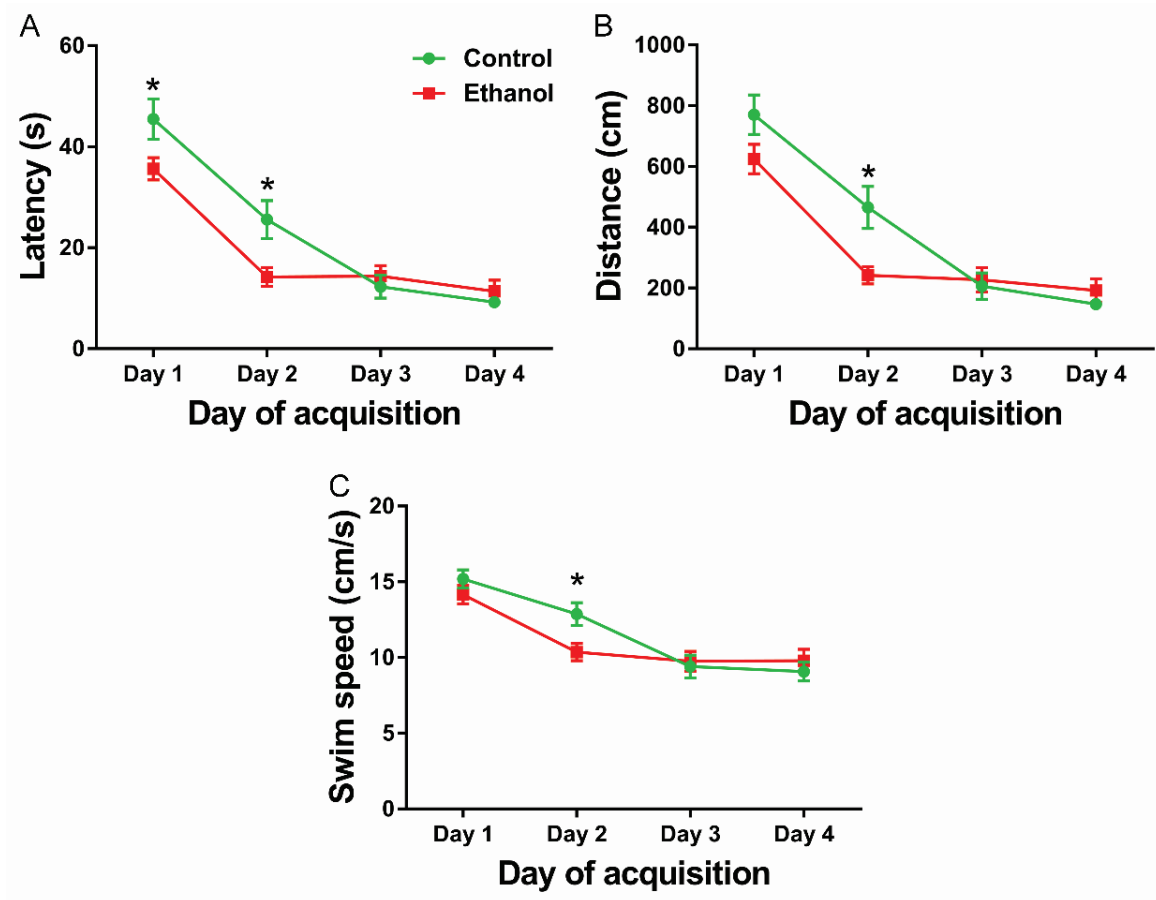 A
Latency (s)
60
40
20
0
*
*
Control
Ethanol
Day 1 Day 2 Day 3 Day 4
Day of acquisition
B
Distance (cm)
1000
800
600
400
200
0
*
Day 1 Day 2 Day 3 Day 4
Day of acquisition
C
Swim speed (cm/s)
20
15
10
5
0
*
Day 1 Day 2 Day 3 Day 4
Day of acquisition